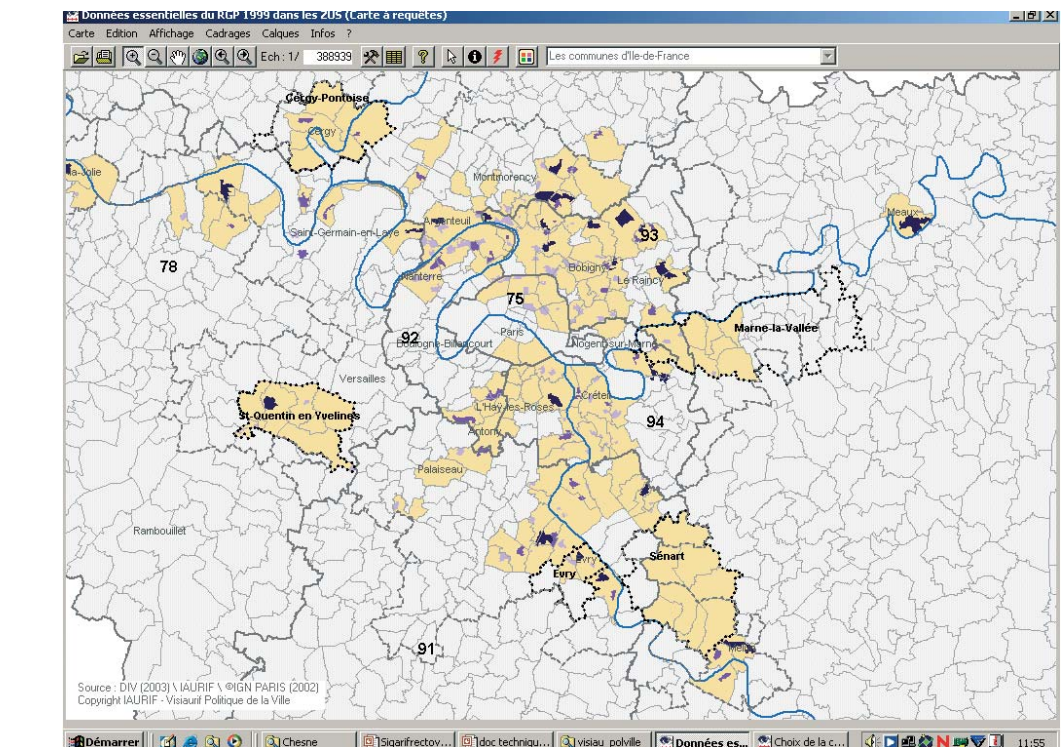 Données essentielles du RGP 1999 dans les ZUS (Carte à requêtes)
Carte Edition Affichage Cadrages Calques Infos ?
Ech : 1/ 388939 Les communes d'Ile-de-France
Cergy-Pontoise
Cergy
la-Jolie
Montmorency
Argenteuil
Meaux
Saint-Germain-en-Laye
93
78
Bobigny
Nanterre
Le Raincy
75
Marne-la-Vallée
Paris
92
Boulogne-Billancourt
Nogent-sur-Marne
Versailles
Créteil
L'Haÿ-les-Roses
St-Quentin en Yvelines
94
Antony
Palaiseau
Rambouillet
Sénart
Evry
Evry
91
Melun
Source : DIV (2003) \ IAURIF \ ©IGN PARIS (2002)
Copyright IAURIF - Visiaurif Politique de la Ville
Démarrer Chesne Sigarifrectov... doc techniqu... visiau_polville Données es... Choix de la c... 11:55